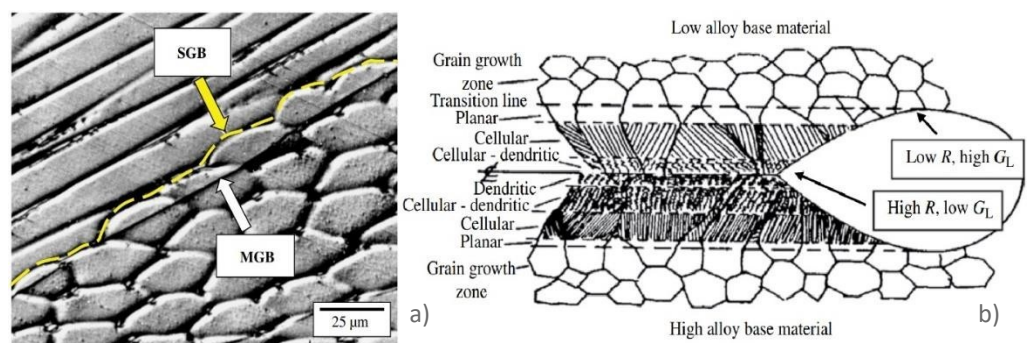 SGB
MGB
25 µm
a)
Low alloy base material
Grain growth
zone
Transition line
Planar
Cellular
Cellular - dendritic
Dendritic
Cellular - dendritic
Cellular
Planar
Grain growth
zone
Low R, high GL
High R, low GL
High alloy base material
b)